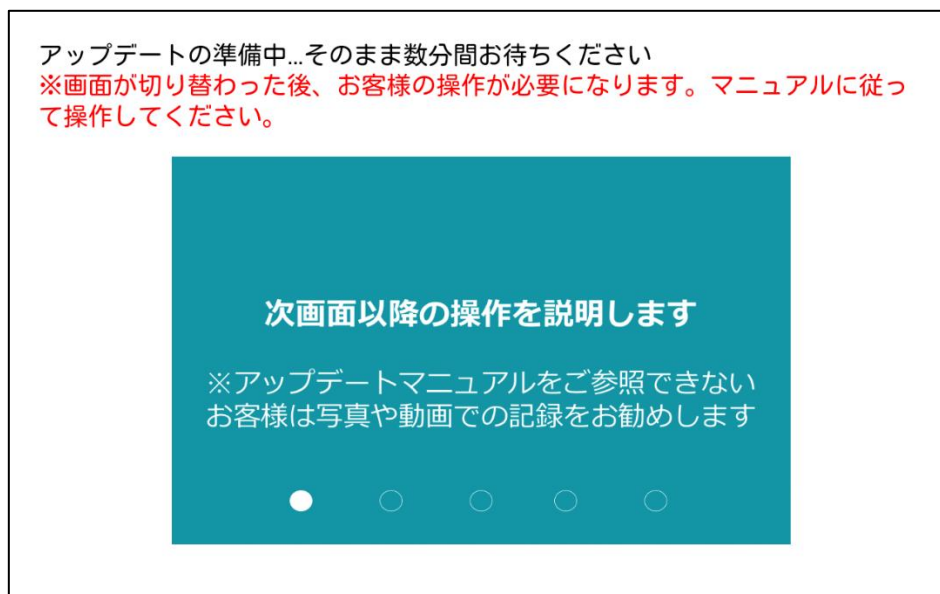 アップデートの準備中...そのまま数分間お待ちください
※画面が切り替わった後、お客様の操作が必要になります。マニュアルに従っ
て操作してください。
次画面以降の操作を説明します
※アップデートマニュアルをご参照できない
お客様は写真や動画での記録をお勧めします